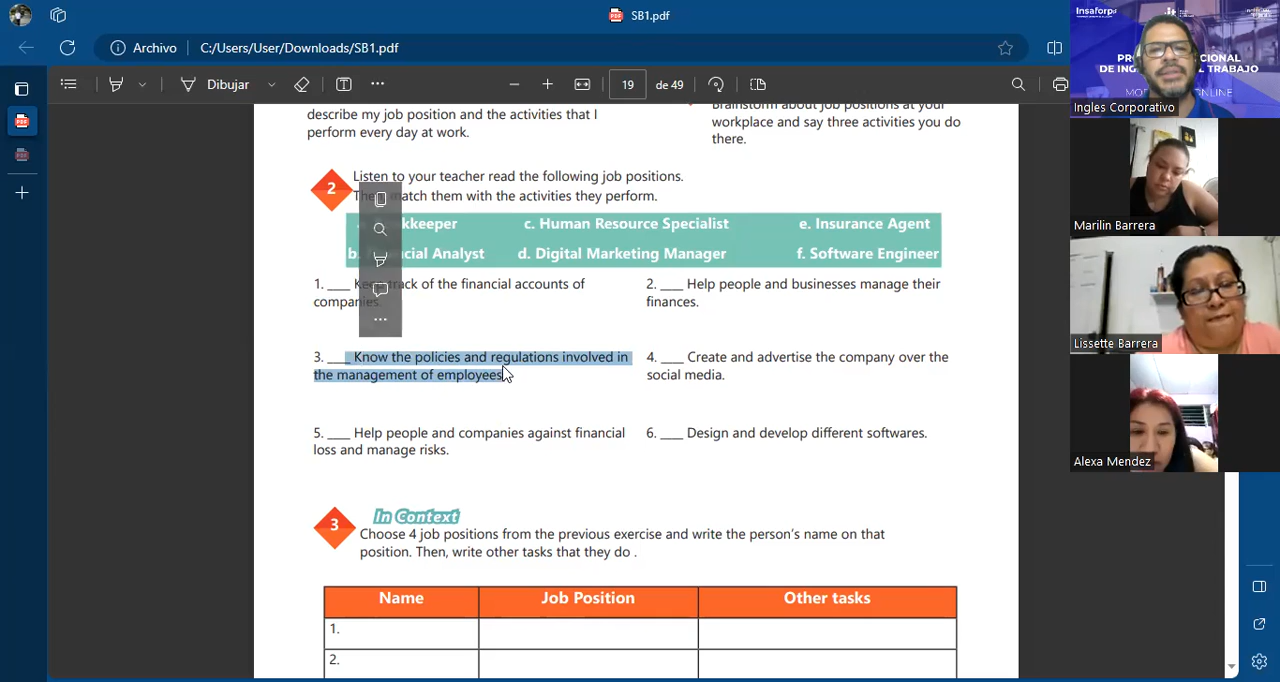 SB1.pdf
Archivo
C:/Users/User/Downloads/SB1.pdf
Dibujar
19
de 49
describe my job position and the activities that I
perform every day at work.
Brainstorm about job positions at your
workplace and say three activities you do
there.
2
Listen to your teacher read the following job positions.
match them with the activities they perform.
c. Human Resource Specialist
e. Insurance Agent
b.
Analyst
d. Digital Marketing Manager
f. Software Engineer
1. ____
track of the financial accounts of
companies.
2. ____ Help people and businesses manage their
finances.
3. ____ Know the policies and regulations involved in
the management of employees
4. ____ Create and advertise the company over the
social media.
5. ____ Help people and companies against financial
loss and manage risks.
6. ____ Design and develop different softwares.
3
In Context
Choose 4 job positions from the previous exercise and write the person's name on that
position. Then, write other tasks that they do .
Name
Job Position
Other tasks
1.
2.
Insaforp
DE ING
TRABAJO
Ingles Corporativo
Marilin Barrera
Lissette Barrera
Alexa Mendez